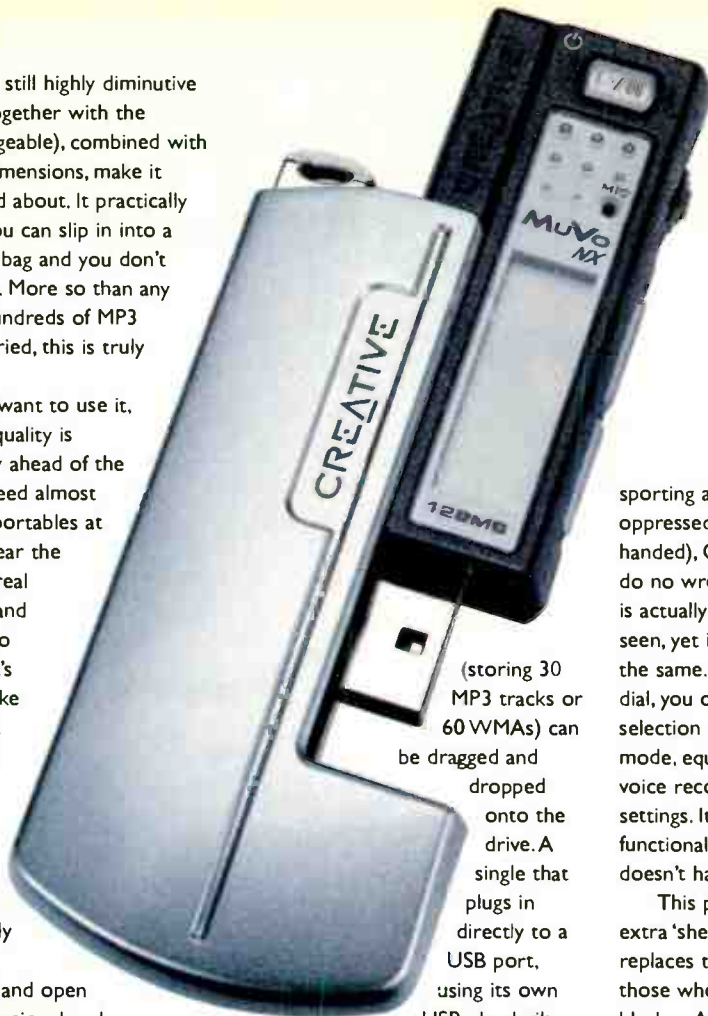 still highly diminutive
gether with the
geable), combined with
mensions, make it
d about. It practically
ou can slip in into a
bag and you don't
. More so than any
undreds of MP3
ried, this is truly
want to use it,
quality is
y ahead of the
eed almost
portables at
ear the
real
and
o
's
ke
ly
and open
MIC
MuVo
NX
128MB
CREATIVE
(storing 30
MP3 tracks or
60 WMAs) can
be dragged and
dropped
onto the
drive. A
single that
plugs in
directly to a
USB port,
using its own
sporting a
oppressed
handed), C
do no wro
is actually
seen, yet i
the same.
dial, you c
selection
mode, equ
voice reco
settings. It
functional
doesn't ha
This p
extra 'she
replaces t
those whe